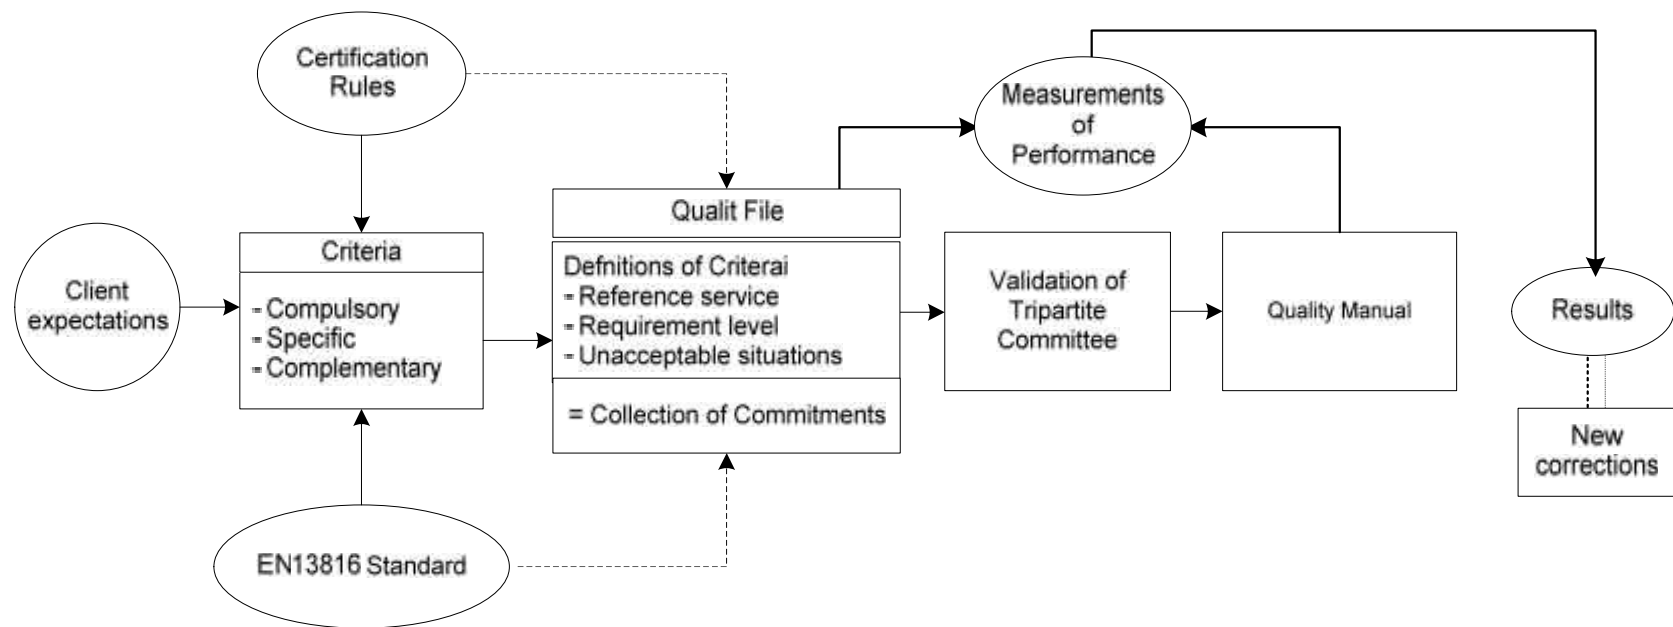 Certification
Rules
Measurements
of
Performance
Qualit File
Client
expectations
Criteria
- Compulsory
- Specific
- Complementary
Defnitions of Criterai
- Reference service
- Requirement level
- Unacceptable situations
= Collection of Commitments
Validation of
Tripartite
Committee
Quality Manual
Results
New
corrections
EN13816 Standard